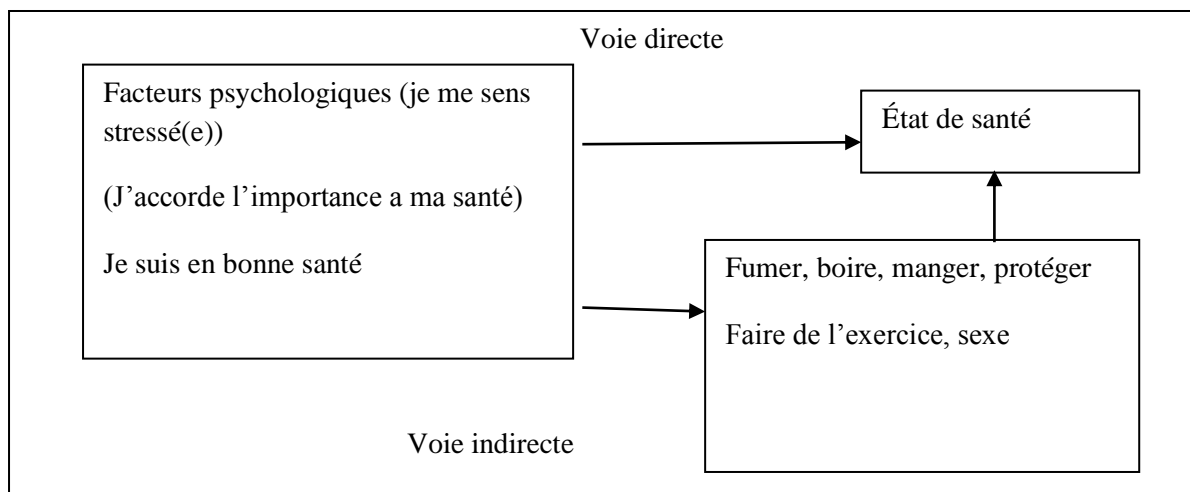 Voie directe
Facteurs psychologiques (je me sens
stressé(e))
(J’accorde l’importance a ma santé)
Je suis en bonne santé
État de santé
Fumer, boire, manger, protéger
Faire de l’exercice, sexe
Voie indirecte